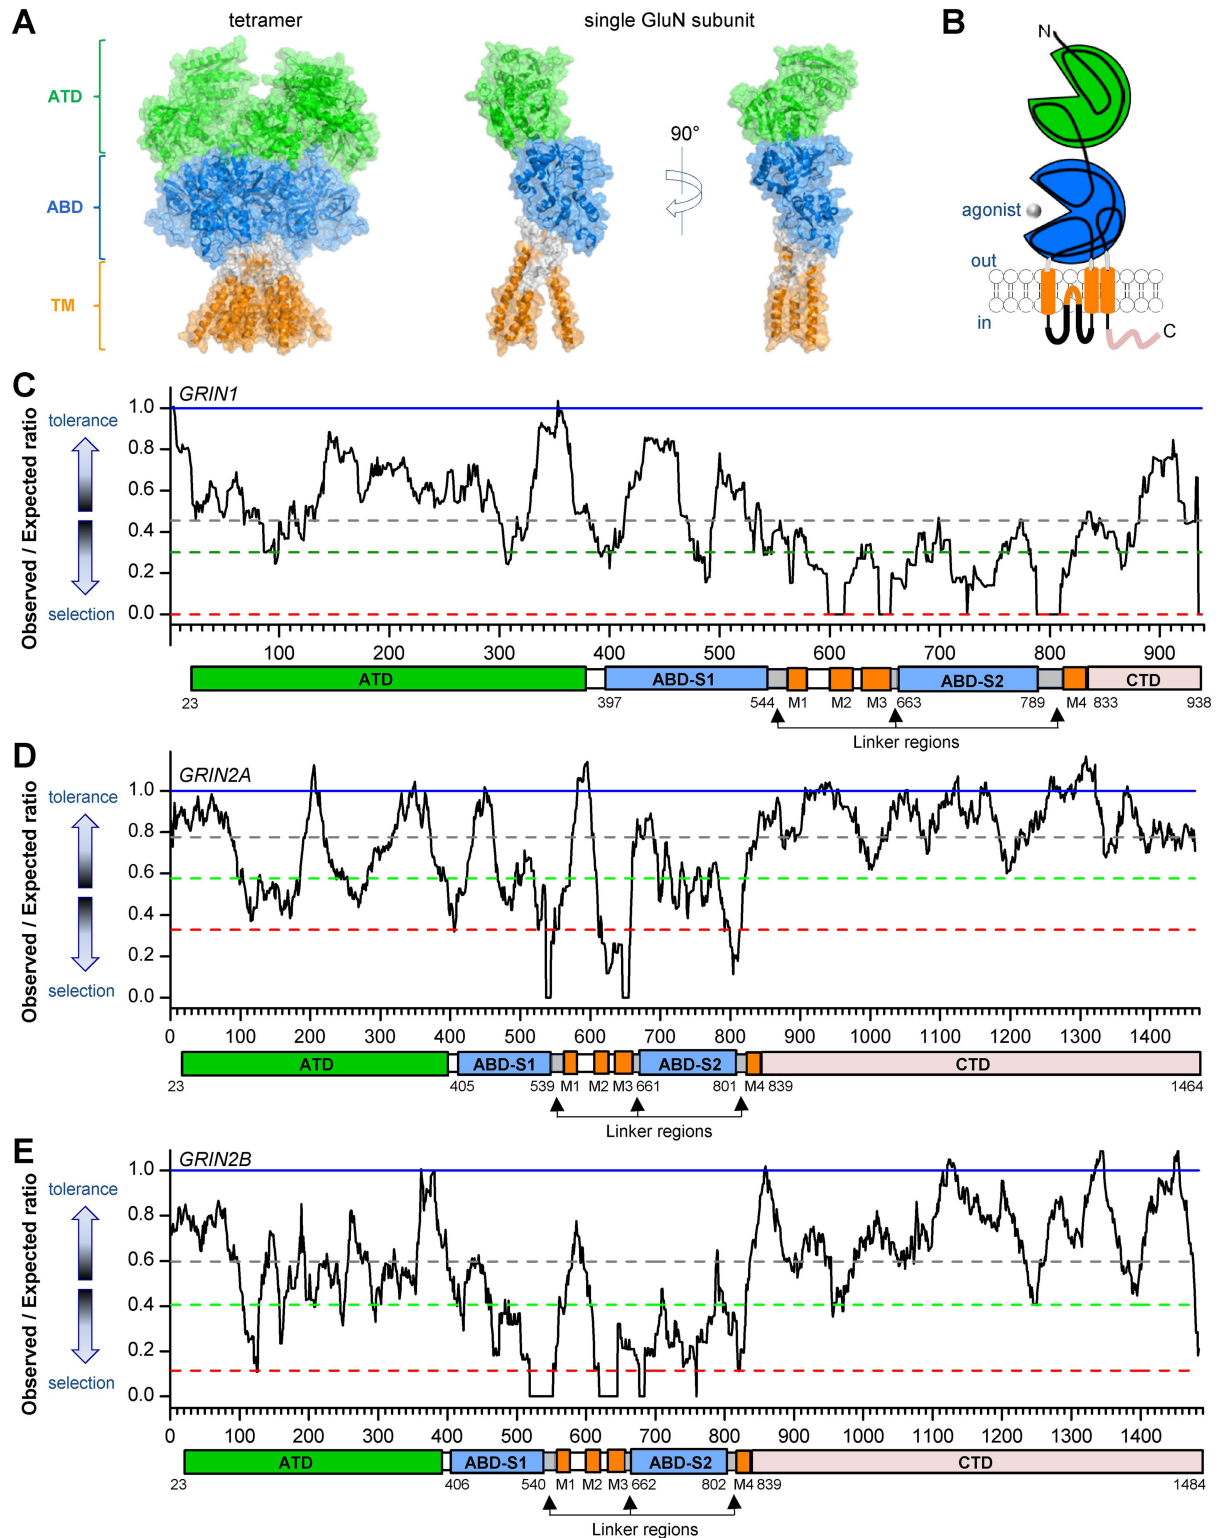 A
tetramer
single GluN subunit
B
N
ATD
90°
ABD
agonist
out
TM
in
C
C
GRIN1
Observed / Expected ratio
tolerance
selection
1.0
0.8
0.6
0.4
0.2
0.0
100 200 300 400 500 600 700 800 900
ATD ABD-S1 ABD-S2 CTD
23 397 544 M1 M2 M3 663 789 M4 833 938
Linker regions
D
GRIN2A
Observed / Expected ratio
tolerance
selection
1.0
0.8
0.6
0.4
0.2
0.0
0 100 200 300 400 500 600 700 800 900 1000 1100 1200 1300 1400
ATD ABD-S1 ABD-S2 CTD
23 405 539 M1 M2 M3 661 801 M4 839 1464
Linker regions
E
GRIN2B
Observed / Expected ratio
tolerance
selection
1.0
0.8
0.6
0.4
0.2
0.0
0 100 200 300 400 500 600 700 800 900 1000 1100 1200 1300 1400
ATD ABD-S1 ABD-S2 CTD
23 406 540 M1 M2 M3 662 802 M4 839 1484
Linker regions